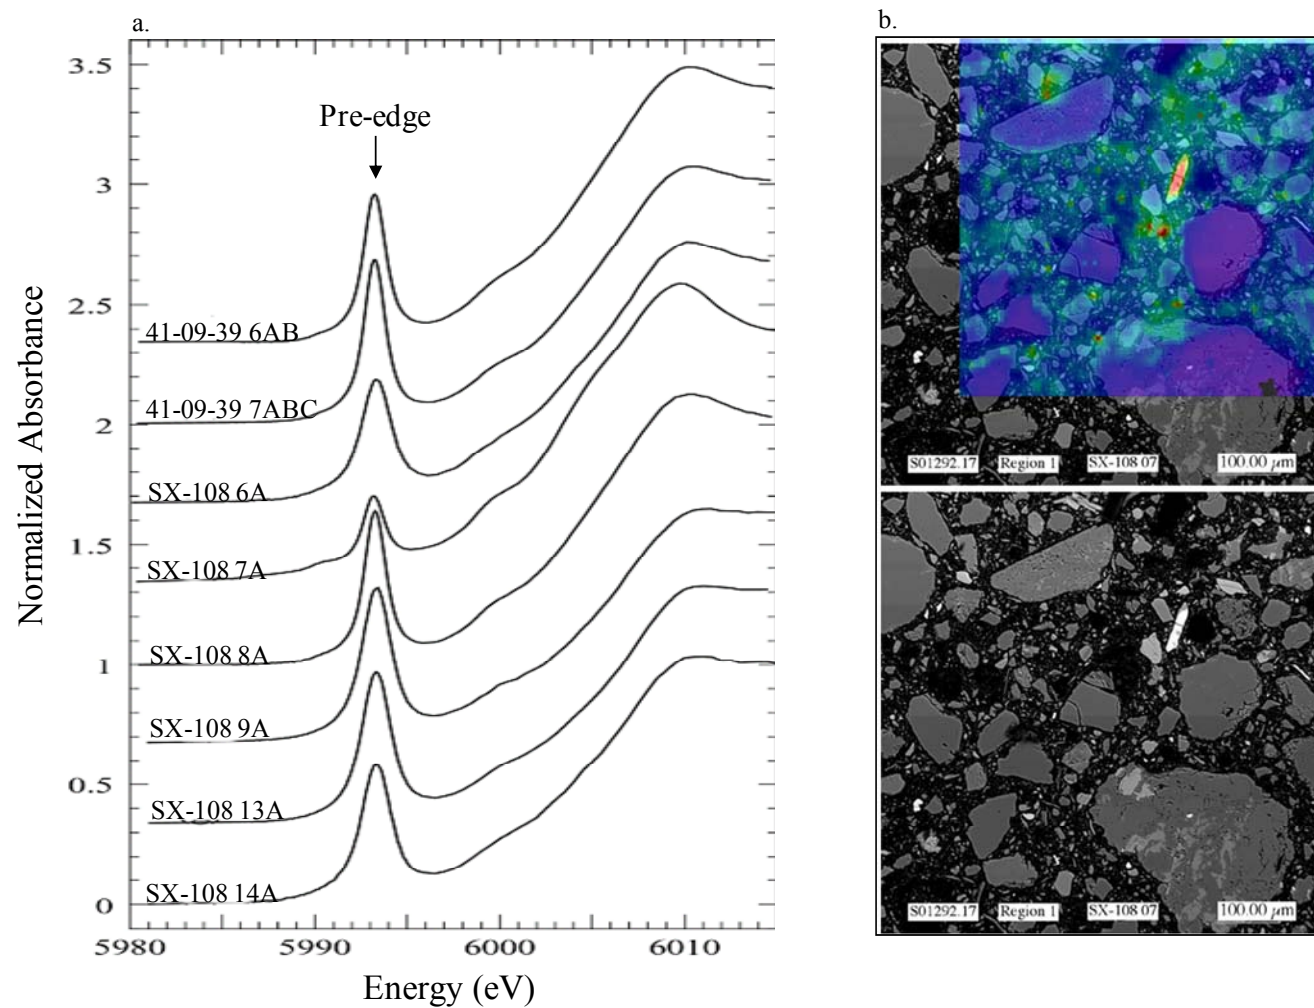 a.
3.5
3
2.5
2
1.5
1
0.5
0
Normalized Absorbance
Pre-edge
41-09-39 6AB
41-09-39 7ABC
SX-108 6A
SX-108 7A
SX-108 8A
SX-108 9A
SX-108 13A
SX-108 14A
5980 5990 6000 6010
Energy (eV)
b.
S01292.17 Region 1 SX-108 07 100.00 μm
S01292.17 Region 1 SX-108 07 100.00 μm